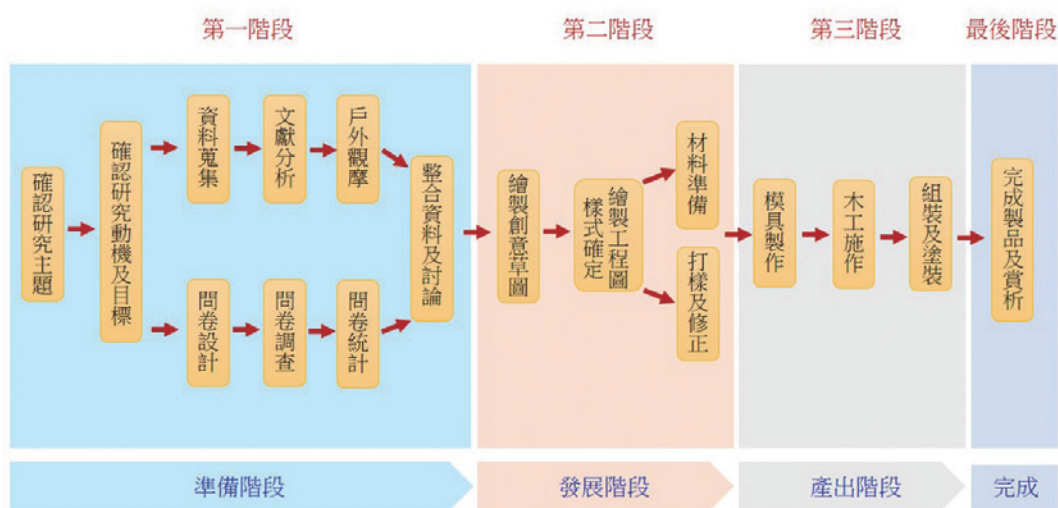 第一階段
第二階段
第三階段
最後階段
確認研究主題
確認研究動機及目標
資料蒐集
文獻分析
戶外觀摩
問卷設計
問卷調查
問卷統計
整合資料及討論
繪製創意草圖
繪製工程圖
樣式確定
材料準備
打樣及修正
模具製作
木工施作
組裝及塗裝
完成製品及賞析
準備階段
發展階段
產出階段
完成